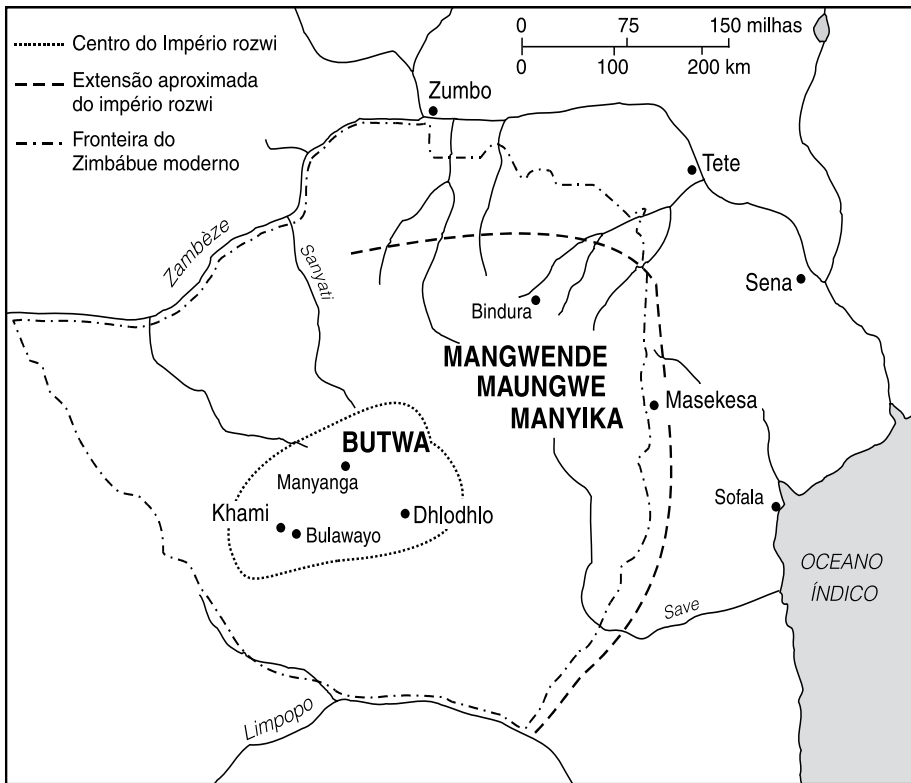 Centro do Império rozwi
Extensão aproximada
do império rozwi
Fronteira do
Zimbábue moderno
0 75 150 milhas
0 100 200 km
Zumbo
Tete
Zambèze
Sanyati
Sena
Bindura
MANGWENDE
MAUNGWE
MANYIKA
Masekesa
BUTWA
Manyanga
Khami
Bulawayo
Dhlodhlo
Sofala
OCEANO
ÍNDICO
Save
Limpopo